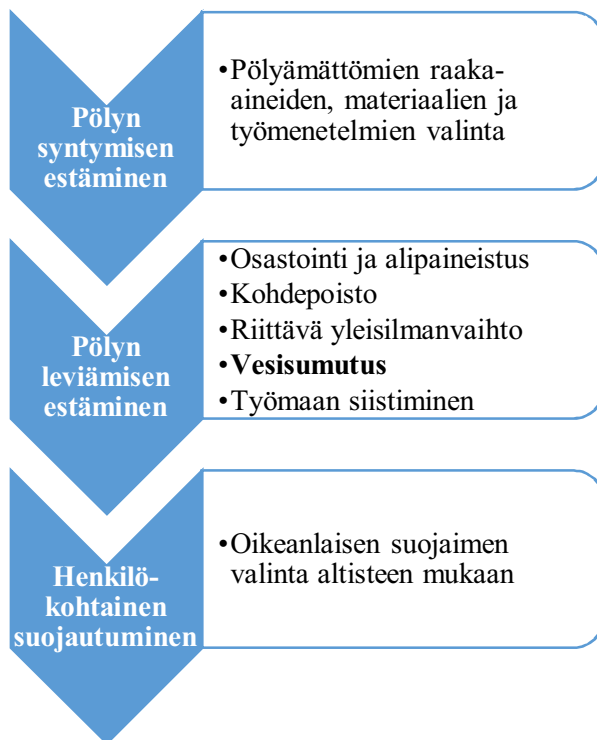 Pölyn
syntymisen
estäminen
•Pölyämättömien raaka-
aineiden, materiaalien ja
työmenetelmien valinta
Pölyn
leviämisen
estäminen
•Osastointi ja alipaineistus
•Kohdepoisto
•Riittävä yleisilmanvaihto
•Vesisumutus
•Työmaan siistiminen
Henkilö-
kohtainen
suojautuminen
•Oikeanlaisen suojaimen
valinta altisteen mukaan